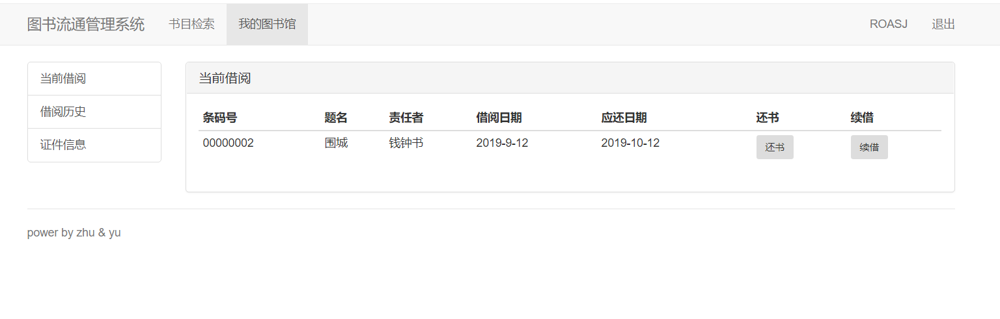 图书流通管理系统 书目检索 我的图书馆 ROASJ 退出
当前借阅
借阅历史
证件信息
当前借阅
条码号 题名 责任者 借阅日期 应还日期 还书 续借
00000002 围城 钱钟书 2019-9-12 2019-10-12 还书 续借
power by zhu & yu